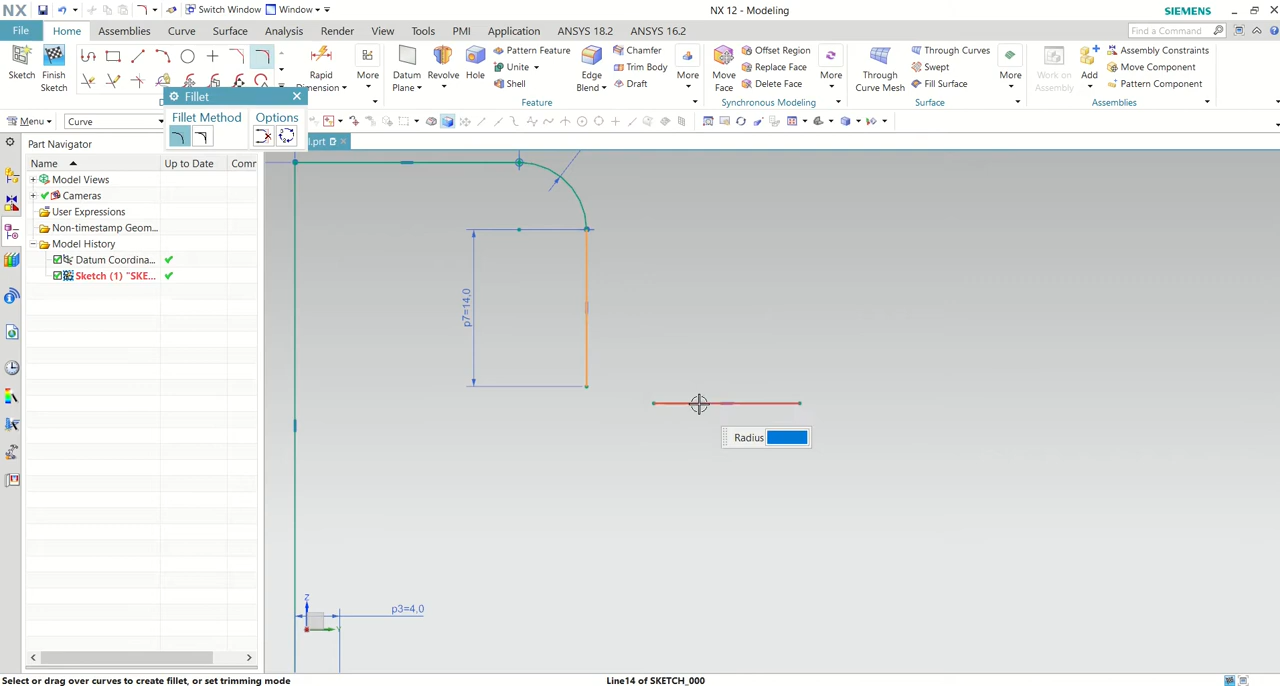 NX Switch Window Window NX 12 - Modeling SIEMENS
File Home Assemblies Curve Surface Analysis Render View Tools PMI Application ANSYS 18.2 ANSYS 16.2 Find a Command
Sketch Finish Sketch Rapid Dimension More Datum Plane Revolve Hole Pattern Feature Unite Shell Edge Blend Chamfer Trim Body Draft More Move Face Offset Region Replace Face Delete Face More Through Curve Mesh Through Curves Swept Fill Surface More Work on Assembly Add Assembly Constraints Move Component Pattern Component
Feature Synchronous Modeling Surface Assemblies
Fillet
Fillet Method Options
Menu Curve
l.prt
Part Navigator
Name Up to Date Comr
Model Views
Cameras
User Expressions
Non-timestamp Geom...
Model History
Datum Coordina...
Sketch (1) "SKE...
p7=14.0
Radius
p3=4.0
Z
Y
Select or drag over curves to create fillet, or set trimming mode Line14 of SKETCH_000